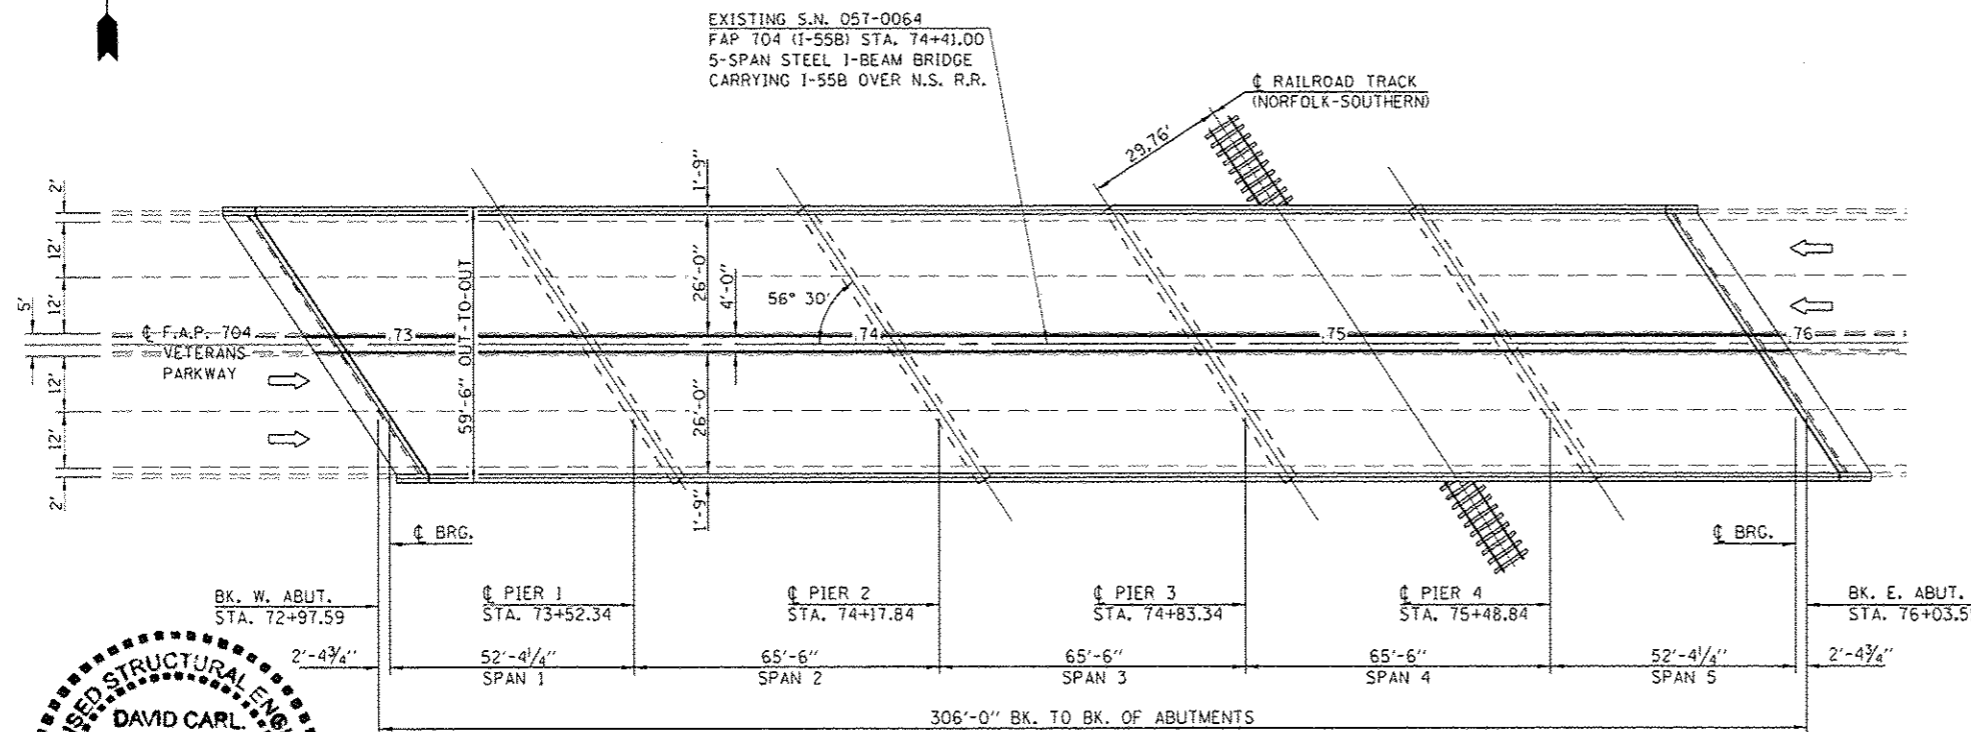 EXISTING S.N. 057-0064
FAP 704 (I-55B) STA. 74+41.00
5-SPAN STEEL I-BEAM BRIDGE
CARRYING I-55B OVER N.S. R.R.
℄ RAILROAD TRACK
(NORFOLK-SOUTHERN)
29.76'
1'-9"
2'
12'
12'
5'
12'
12'
2'
26'-0"
4'-0"
56° 30'
59'-6" OUT-TO-OUT
26'-0"
1'-9"
℄ F.A.P. 704
VETERANS
PARKWAY
.73
.74
.75
.76
℄ BRG.
℄ BRG.
BK. W. ABUT.
STA. 72+97.59
℄ PIER 1
STA. 73+52.34
℄ PIER 2
STA. 74+17.84
℄ PIER 3
STA. 74+83.34
℄ PIER 4
STA. 75+48.84
BK. E. ABUT.
STA. 76+03.5
2'-4¾"
52'-4¼"
SPAN 1
65'-6"
SPAN 2
65'-6"
SPAN 3
65'-6"
SPAN 4
52'-4¼"
SPAN 5
2'-4¾"
306'-0" BK. TO BK. OF ABUTMENTS
STRUCTURAL
DAVID CARL